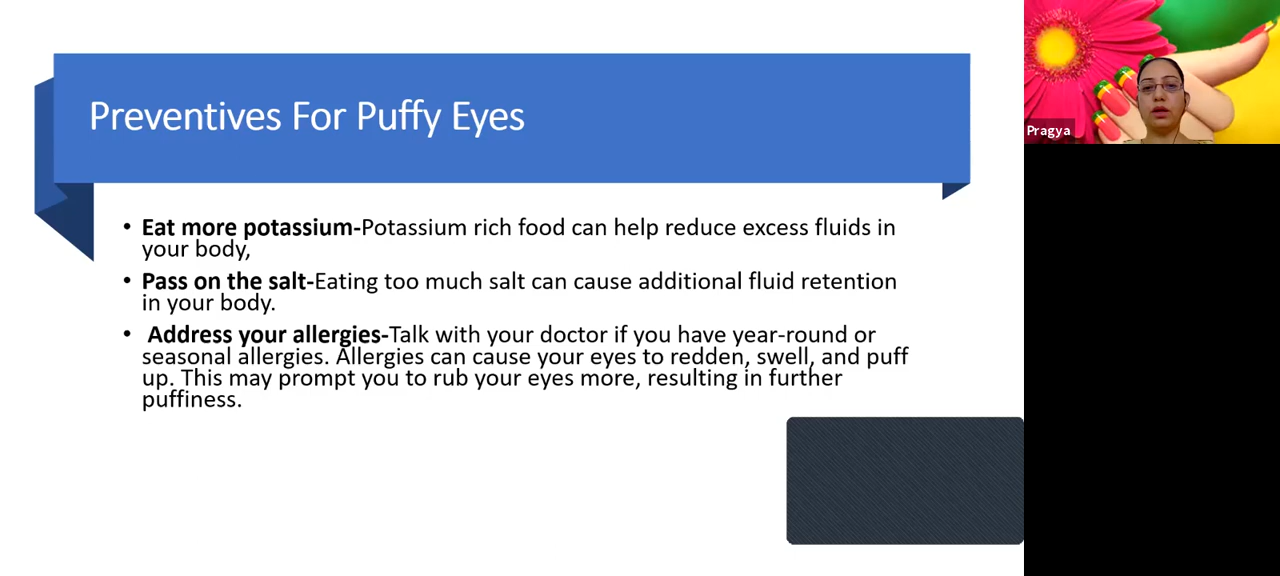 Preventives For Puffy Eyes
• Eat more potassium-Potassium rich food can help reduce excess fluids in
your body,
• Pass on the salt-Eating too much salt can cause additional fluid retention
in your body.
• Address your allergies-Talk with your doctor if you have year-round or
seasonal allergies. Allergies can cause your eyes to redden, swell, and puff
up. This may prompt you to rub your eyes more, resulting in further
puffiness.
Pragya